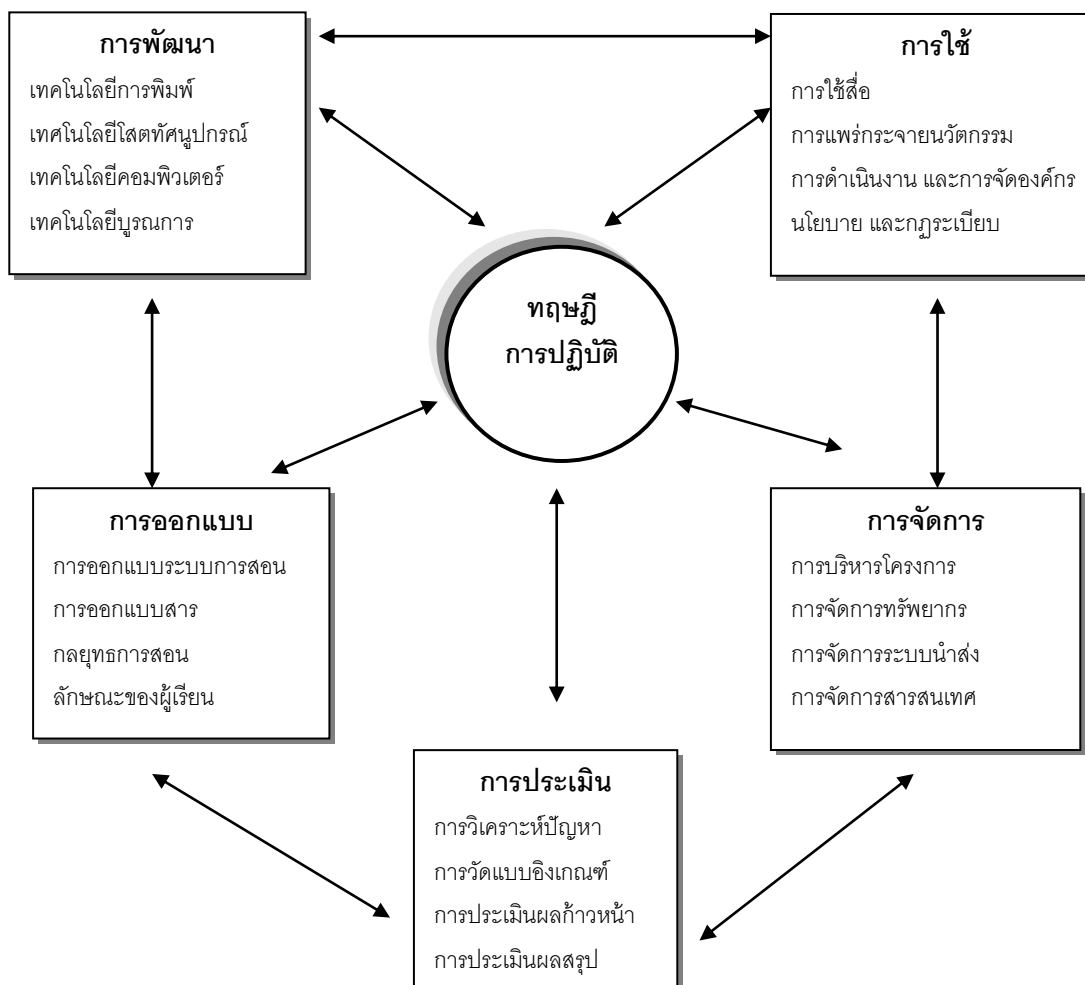 การพัฒนา
เทคโนโลยีการพิมพ์
เทคโนโลยีโสตทัศนูปกรณ์
เทคโนโลยีคอมพิวเตอร์
เทคโนโลยีบูรณการ
การใช้
การใช้สื่อ
การแพร่กระจายนวัตกรรม
การดำเนินงาน และการจัดองค์กร
นโยบาย และกฏระเบียบ
ทฤษฎี
การปฏิบัติ
การออกแบบ
การออกแบบระบบการสอน
การออกแบบสาร
กลยุทธการสอน
ลักษณะของผู้เรียน
การจัดการ
การบริหารโครงการ
การจัดการทรัพยากร
การจัดการระบบนำส่ง
การจัดการสารสนเทศ
การประเมิน
การวิเคราะห์ปัญหา
การวัดแบบอิงเกณฑ์
การประเมินผลก้าวหน้า
การประเมินผลสรุป